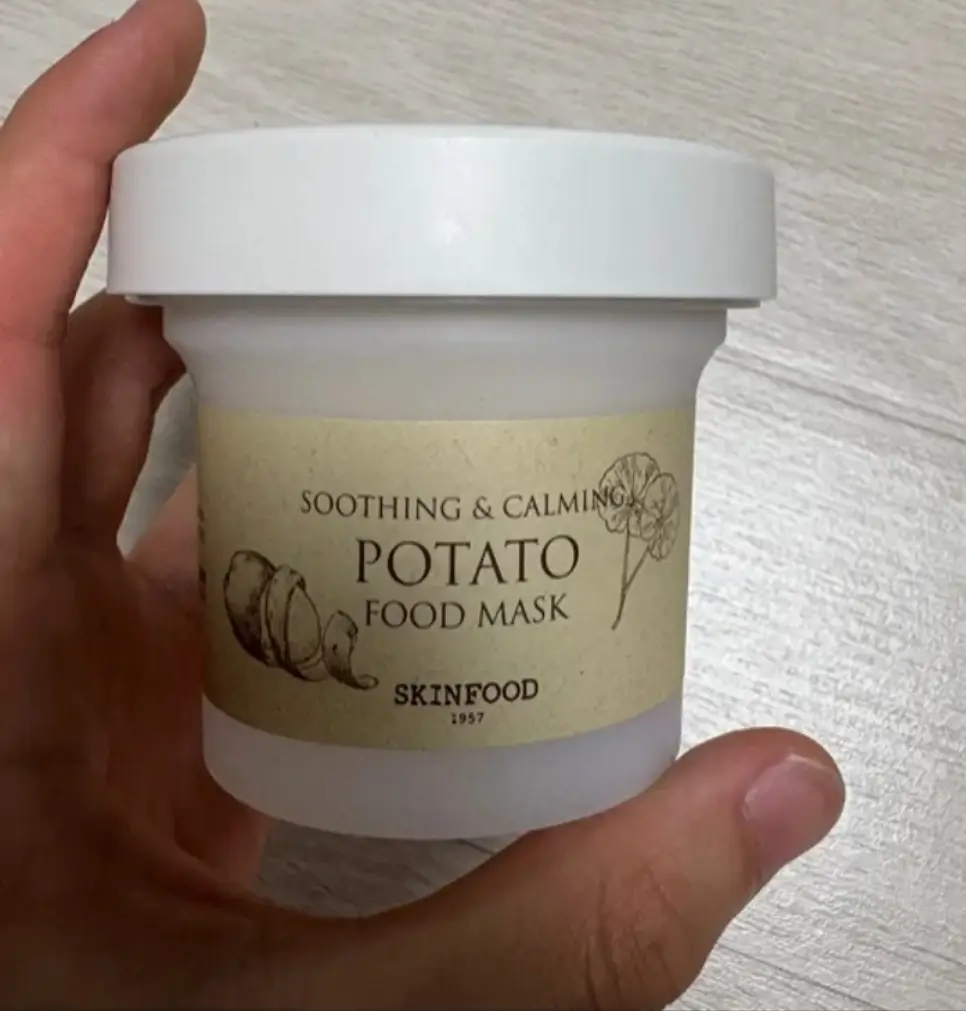 SOOTHING & CALMING
POTATO
FOOD MASK
SKINFOOD
1957